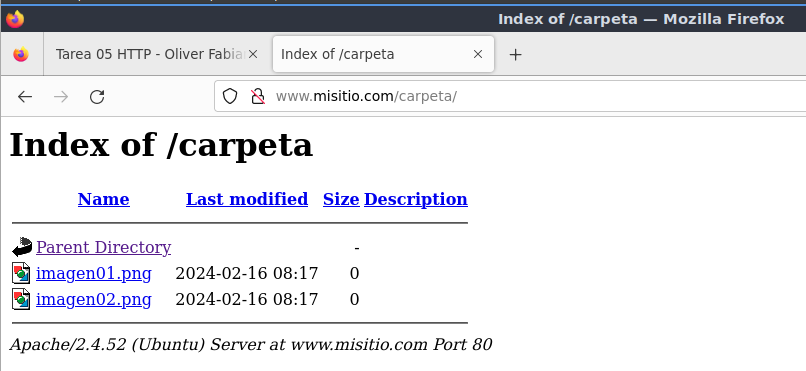 Index of /carpeta — Mozilla Firefox
Tarea 05 HTTP - Oliver Fabia
Index of /carpeta
www.misitio.com/carpeta/
Index of /carpeta
Name Last modified Size Description
Parent Directory -
imagen01.png 2024-02-16 08:17 0
imagen02.png 2024-02-16 08:17 0
Apache/2.4.52 (Ubuntu) Server at www.misitio.com Port 80